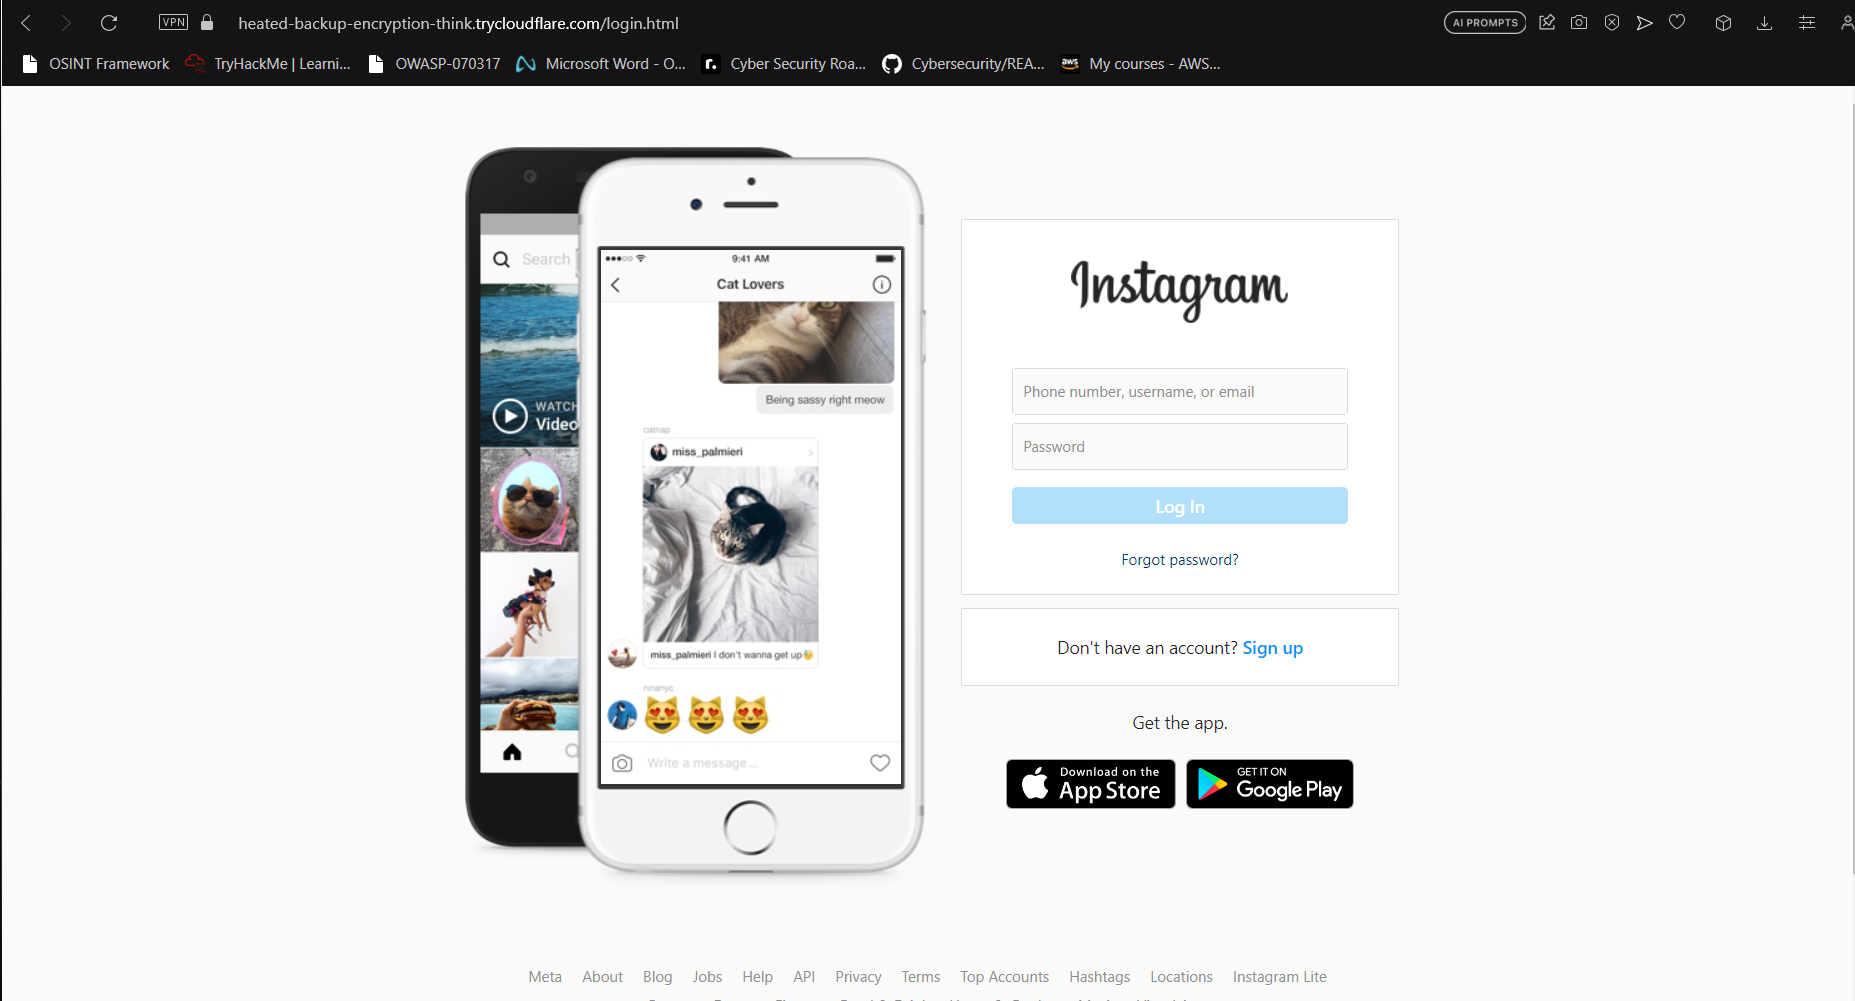 VPN heated-backup-encryption-think.trycloudflare.com/login.html AI PROMPTS
OSINT Framework TryHackMe | Learni... OWASP-070317 Microsoft Word - O... Cyber Security Roa... Cybersecurity/REA... aws My courses - AWS...
Search
WATCH
Video
9:41 AM
Cat Lovers
Being sassy right meow
catnap
miss_palmieri
miss_palmieri I don't wanna get up
ninanyc
Write a message...
Instagram
Phone number, username, or email
Password
Log In
Forgot password?
Don't have an account? Sign up
Get the app.
Download on the
App Store
GET IT ON
Google Play
Meta About Blog Jobs Help API Privacy Terms Top Accounts Hashtags Locations Instagram Lite